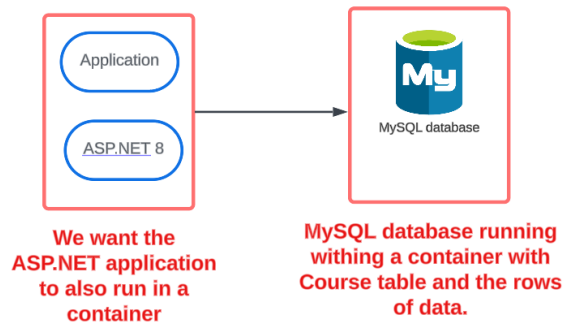 Application
ASP.NET 8
My
MySQL database
We want the
ASP.NET application
to also run in a
container
MySQL database running
withing a container with
Course table and the rows
of data.